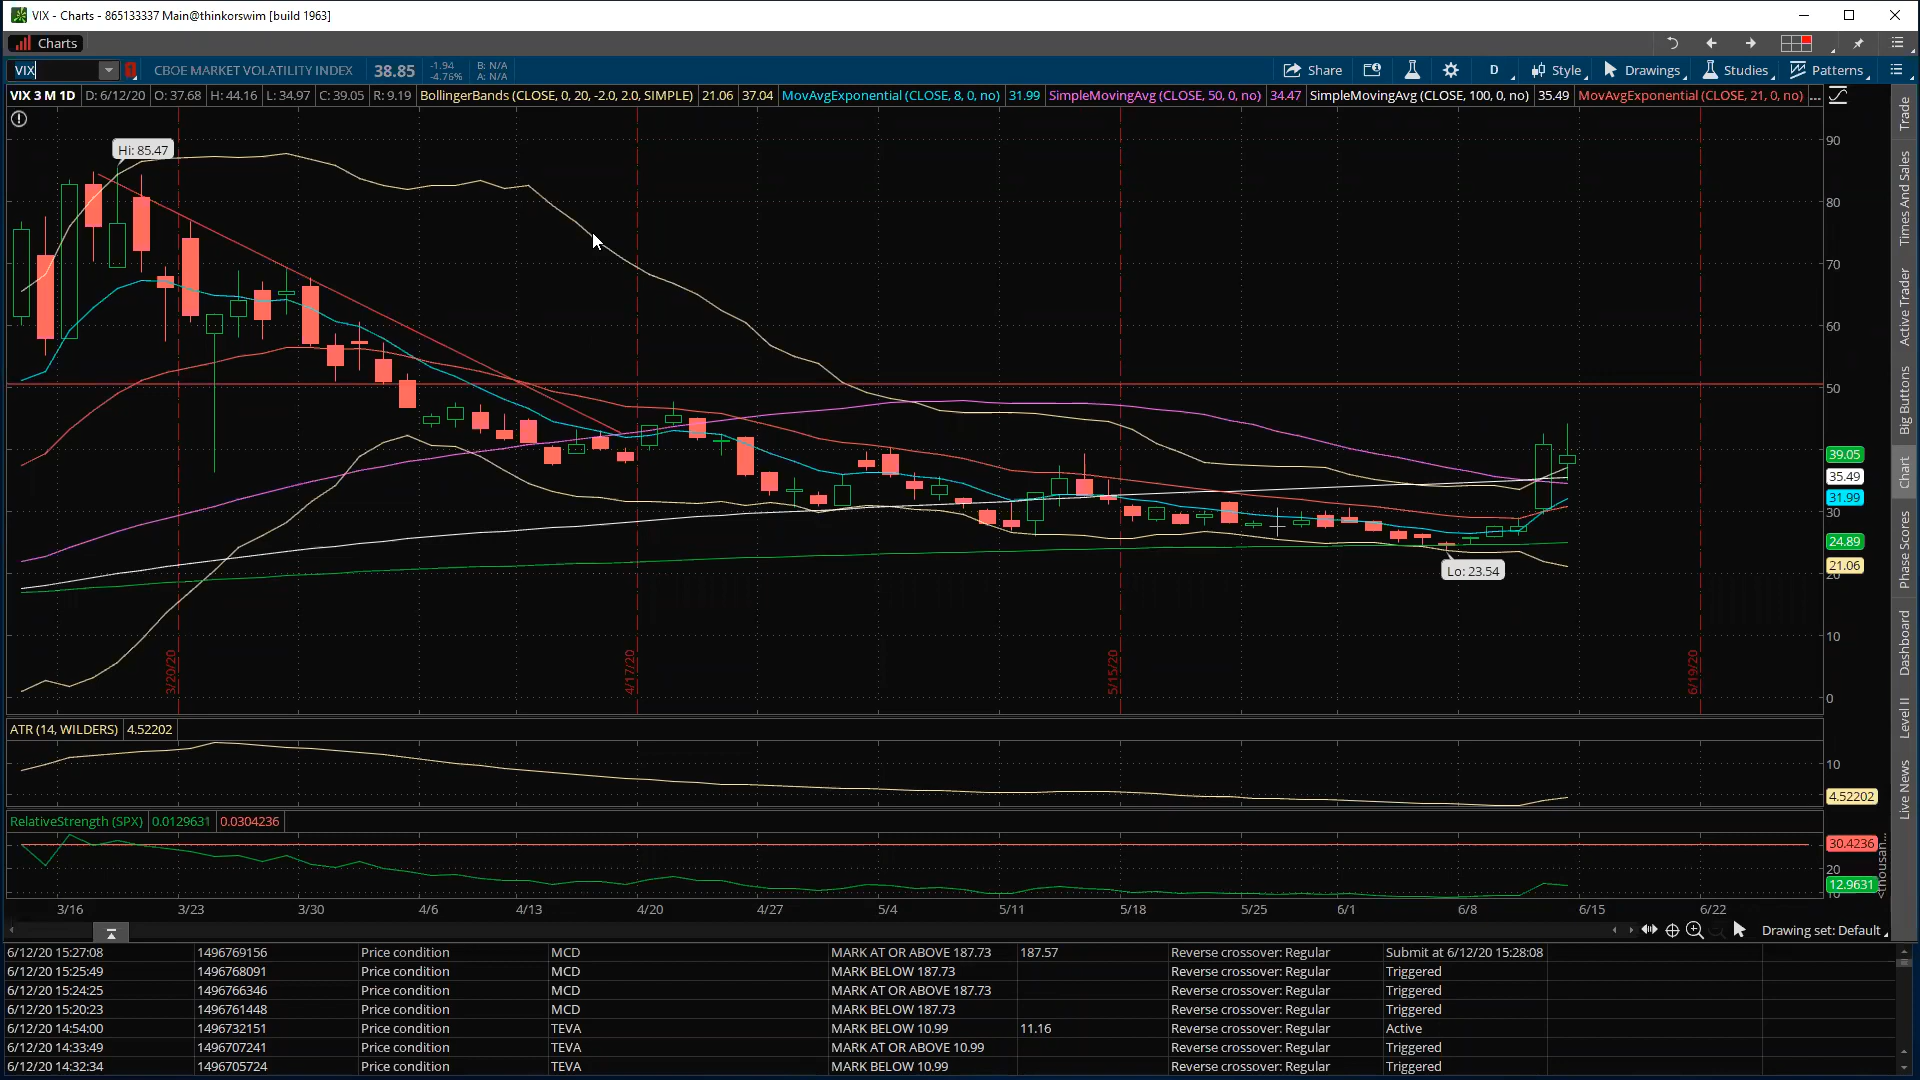 VIX - Charts - 865133337 Main@thinkorswim [build 1963]
Charts
VIX CBOE MARKET VOLATILITY INDEX 38.85 -1.94 -4.76% B: N/A A: N/A Share D Style Drawings Studies Patterns
VIX 3 M 1D D: 6/12/20 O: 37.68 H: 44.16 L: 34.97 C: 39.05 R: 9.19 BollingerBands (CLOSE, 0, 20, -2.0, 2.0, SIMPLE) 21.06 37.04 MovAvgExponential (CLOSE, 8, 0, no) 31.99 SimpleMovingAvg (CLOSE, 50, 0, no) 34.47 SimpleMovingAvg (CLOSE, 100, 0, no) 35.49 MovAvgExponential (CLOSE, 21, 0, no) ...
Hi: 85.47
Lo: 23.54
90
80
70
60
50
39.05
35.49
31.99
30
24.89
21.06
20
10
0
3/20/20
4/17/20
5/15/20
6/19/20
ATR (14, WILDERS) 4.52202
10
4.52202
RelativeStrength (SPX) 0.0129631 0.0304236
30.4236
20
12.9631
10
<thousan...
3/16 3/23 3/30 4/6 4/13 4/20 4/27 5/4 5/11 5/18 5/25 6/1 6/8 6/15 6/22
Drawing set: Default
Trade
Times And Sales
Active Trader
Big Buttons
Chart
Phase Scores
Dashboard
Level II
Live News
6/12/20 15:27:08 1496769156 Price condition MCD MARK AT OR ABOVE 187.73 187.57 Reverse crossover: Regular Submit at 6/12/20 15:28:08
6/12/20 15:25:49 1496768091 Price condition MCD MARK BELOW 187.73 Reverse crossover: Regular Triggered
6/12/20 15:24:25 1496766346 Price condition MCD MARK AT OR ABOVE 187.73 Reverse crossover: Regular Triggered
6/12/20 15:20:23 1496761448 Price condition MCD MARK BELOW 187.73 Reverse crossover: Regular Triggered
6/12/20 14:54:00 1496732151 Price condition TEVA MARK BELOW 10.99 11.16 Reverse crossover: Regular Active
6/12/20 14:33:49 1496707241 Price condition TEVA MARK AT OR ABOVE 10.99 Reverse crossover: Regular Triggered
6/12/20 14:32:34 1496705724 Price condition TEVA MARK BELOW 10.99 Reverse crossover: Regular Triggered